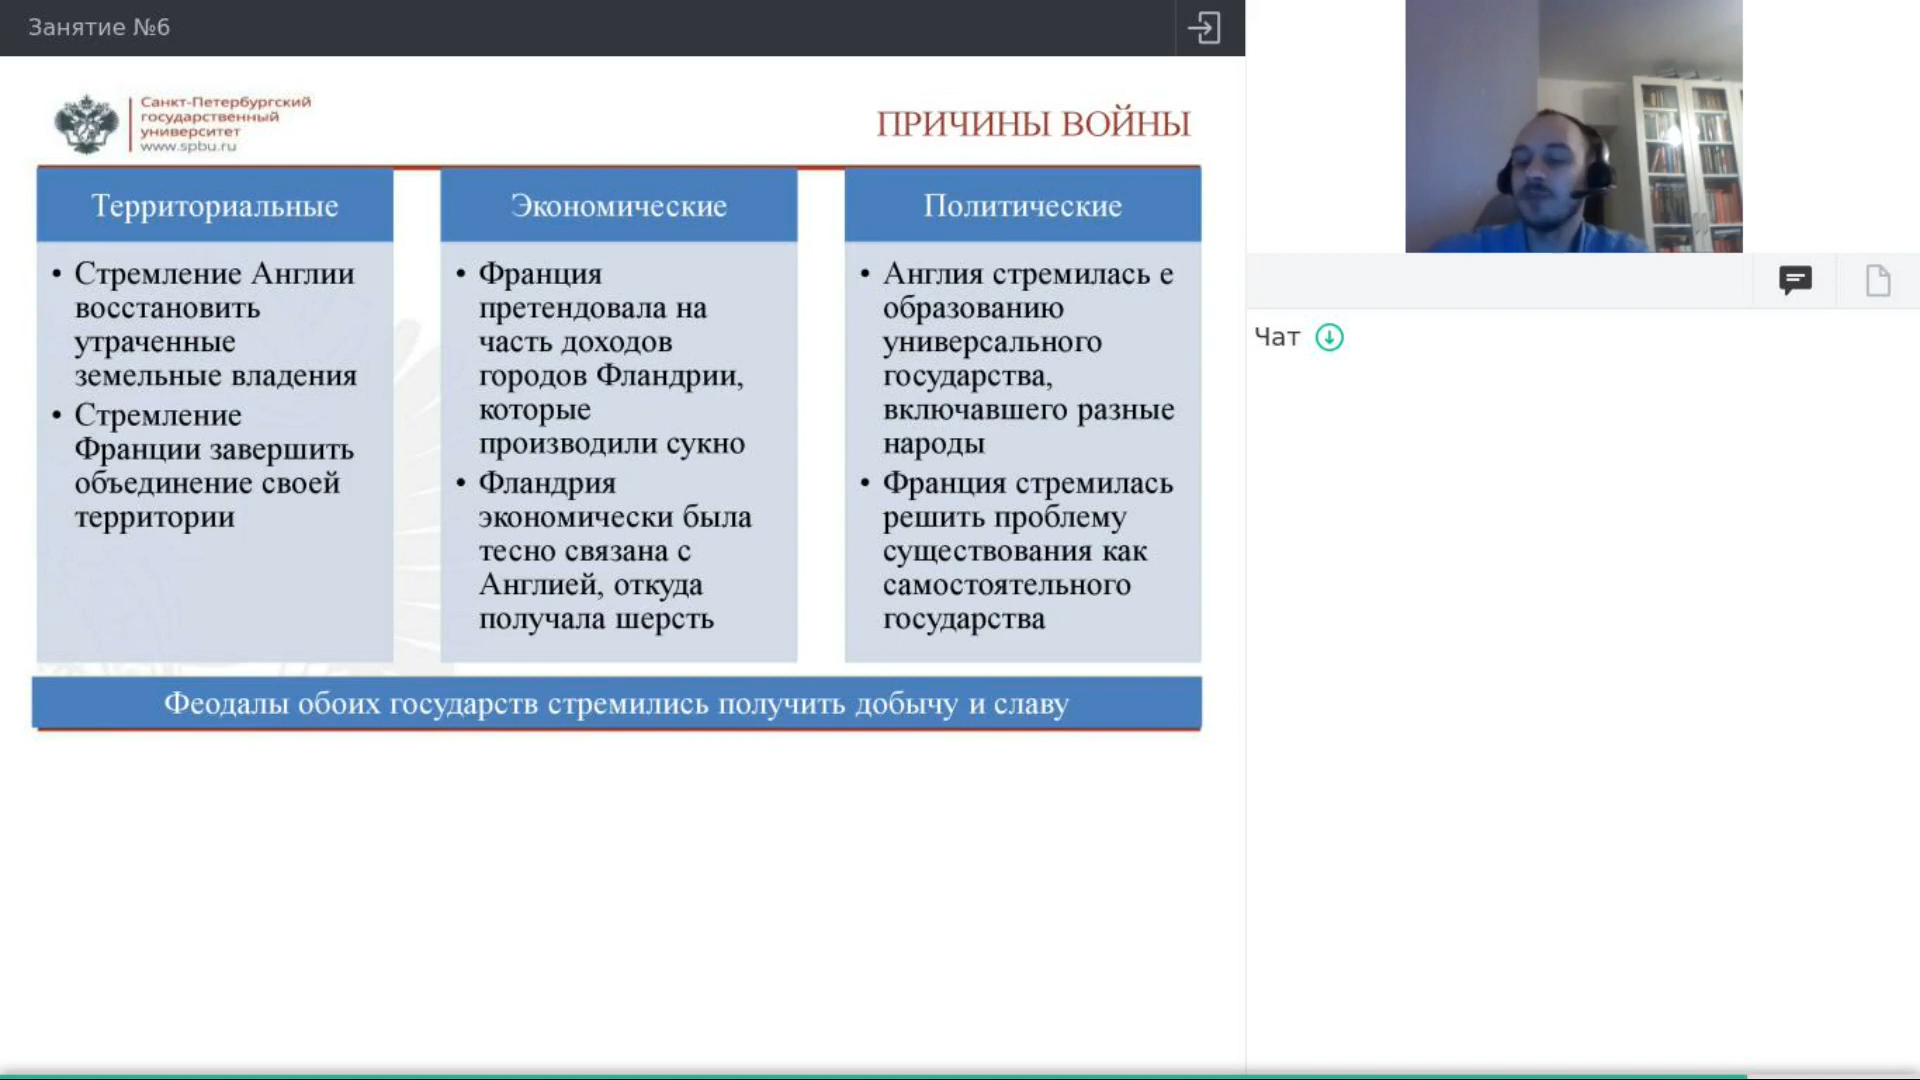 Занятие №6
Санкт-Петербургский
государственный
университет
www.spbu.ru
ПРИЧИНЫ ВОЙНЫ
Территориальные
• Стремление Англии
восстановить
утраченные
земельные владения
• Стремление
Франции завершить
объединение своей
территории
Экономические
• Франция
претендовала на
часть доходов
городов Фландрии,
которые
производили сукно
• Фландрия
экономически была
тесно связана с
Англией, откуда
получала шерсть
Политические
• Англия стремилась е
образованию
универсального
государства,
включавшего разные
народы
• Франция стремилась
решить проблему
существования как
самостоятельного
государства
Феодалы обоих государств стремились получить добычу и славу
Чат